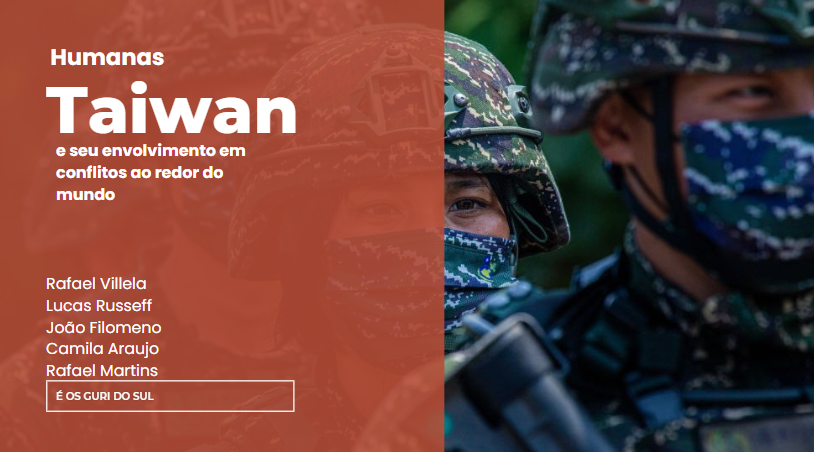 Humanas
Taiwan
e seu envolvimento em
conflitos ao redor do
mundo
Rafael Villela
Lucas Russeff
João Filomeno
Camila Araujo
Rafael Martins
É OS GURI DO SUL